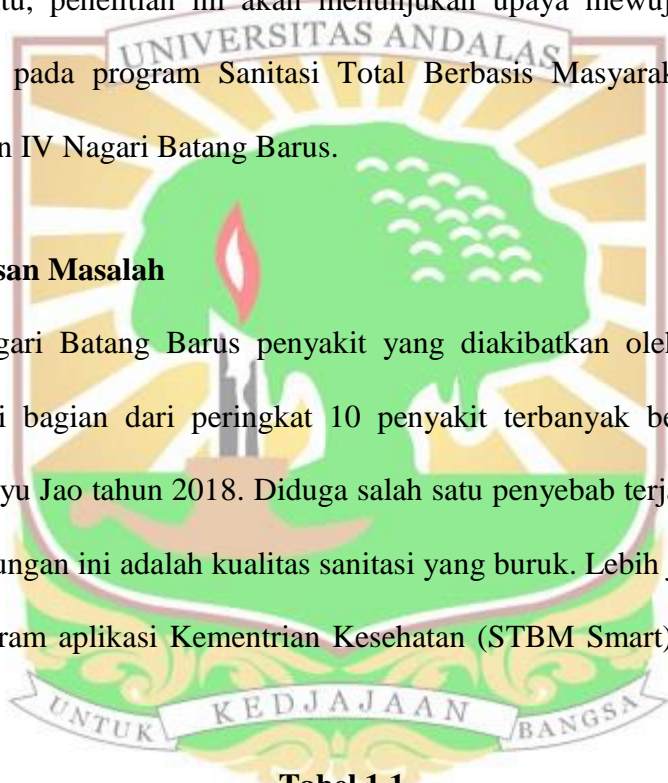 tu, penelitian ini akan menunjukan upaya mewuj
UNIVERSITAS ANDALAS
pada program Sanitasi Total Berbasis Masyarak
n IV Nagari Batang Barus.
san Masalah
gari Batang Barus penyakit yang diakibatkan oleh
i bagian dari peringkat 10 penyakit terbanyak be
yu Jao tahun 2018. Diduga salah satu penyebab terja
ungan ini adalah kualitas sanitasi yang buruk. Lebih j
ram aplikasi Kementrian Kesehatan (STBM Smart)
UNTUK KEDJAJAAN BANGSA
Tabel 1.1